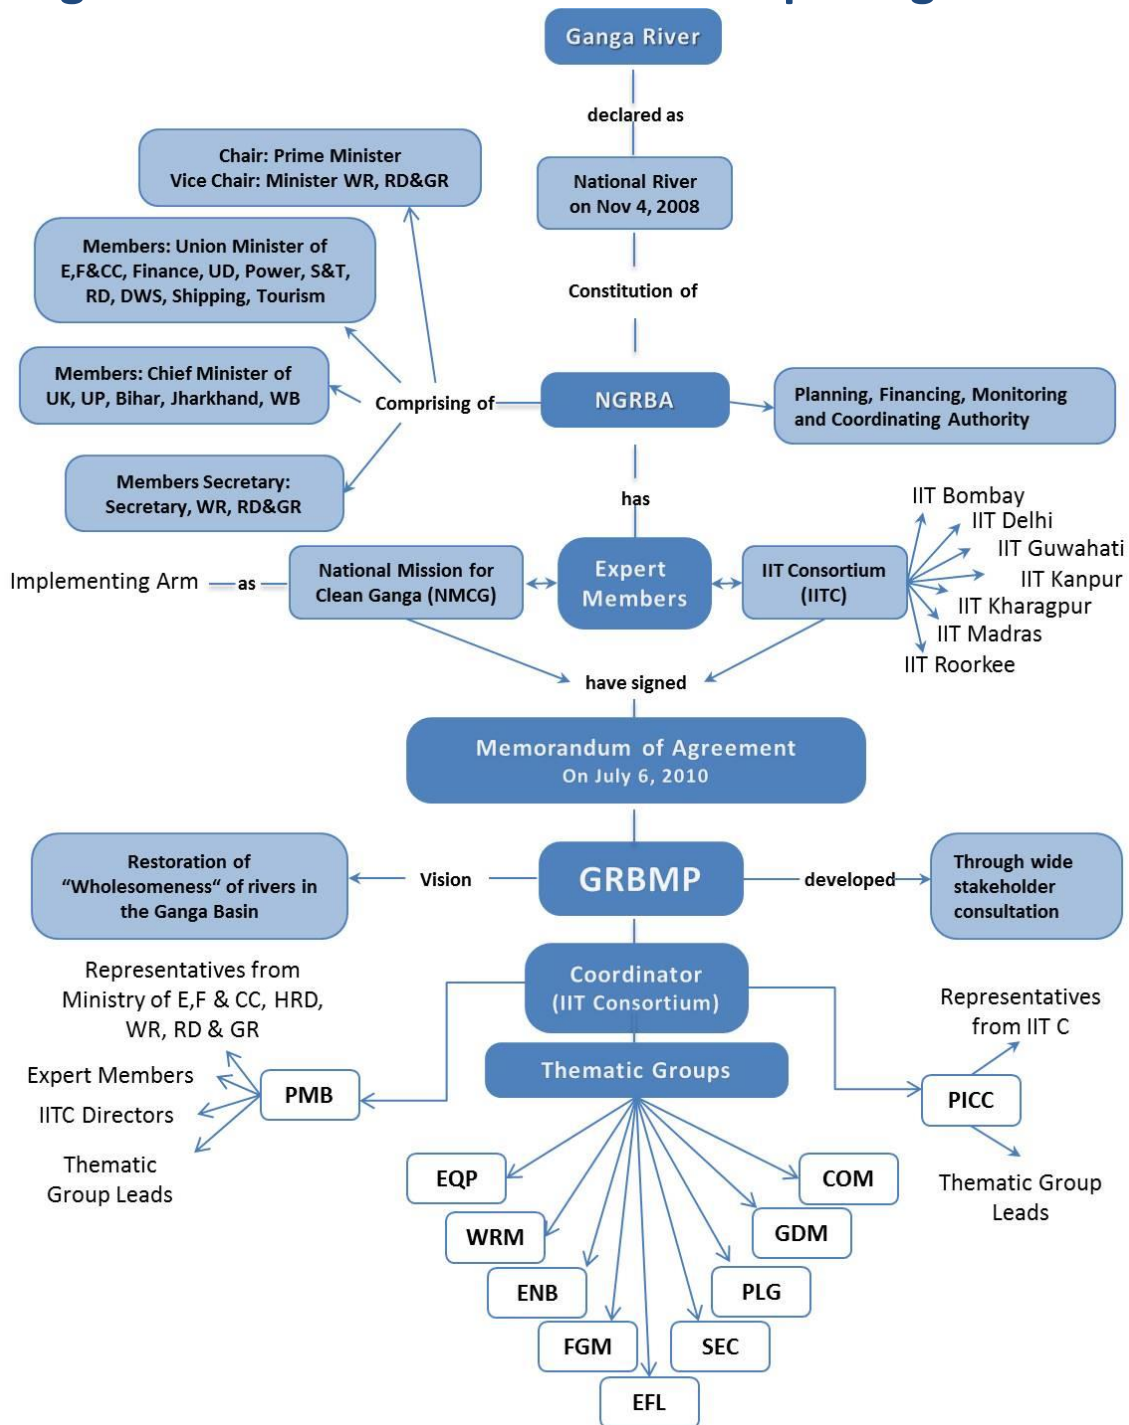 Ganga River
declared as
National River
on Nov 4, 2008
Constitution of
Chair: Prime Minister
Vice Chair: Minister WR, RD&GR
Members: Union Minister of
E,F&CC, Finance, UD, Power, S&T,
RD, DWS, Shipping, Tourism
Members: Chief Minister of
UK, UP, Bihar, Jharkhand, WB
Members Secretary:
Secretary, WR, RD&GR
Comprising of
NGRBA
Planning, Financing, Monitoring
and Coordinating Authority
has
Implementing Arm
as
National Mission for
Clean Ganga (NMCG)
Expert
Members
IIT Consortium
(IITC)
IIT Bombay
IIT Delhi
IIT Guwahati
IIT Kanpur
IIT Kharagpur
IIT Madras
IIT Roorkee
have signed
Memorandum of Agreement
On July 6, 2010
Restoration of
“Wholesomeness“ of rivers in
the Ganga Basin
Vision
GRBMP
developed
Through wide
stakeholder
consultation
Coordinator
(IIT Consortium)
Thematic Groups
Representatives from
Ministry of E,F & CC, HRD,
WR, RD & GR
Expert Members
IITC Directors
Thematic
Group Leads
PMB
Representatives
from IIT C
PICC
Thematic Group
Leads
EQP
WRM
ENB
FGM
EFL
SEC
PLG
GDM
COM